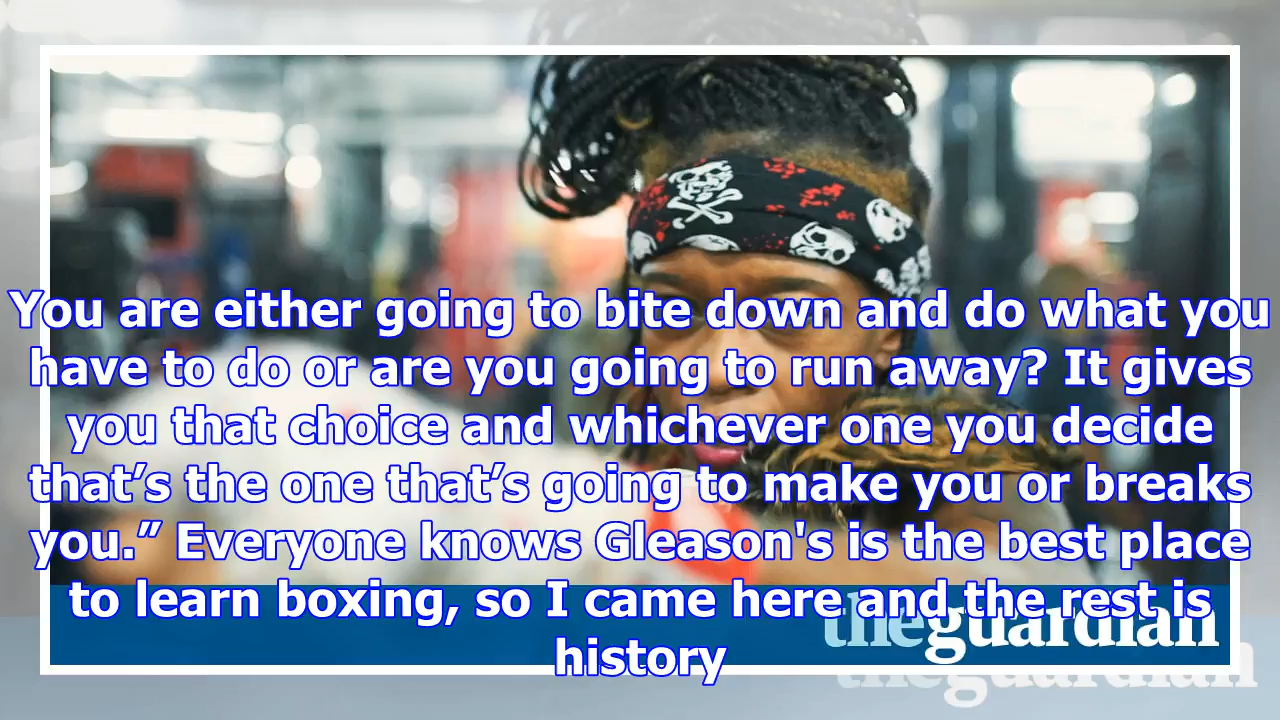 You are either going to bite down and do what you
have to do or are you going to run away? It gives
you that choice and whichever one you decide
that’s the one that’s going to make you or breaks
you.” Everyone knows Gleason's is the best place
to learn boxing, so I came here and the rest is
history
theguardian
theguardian